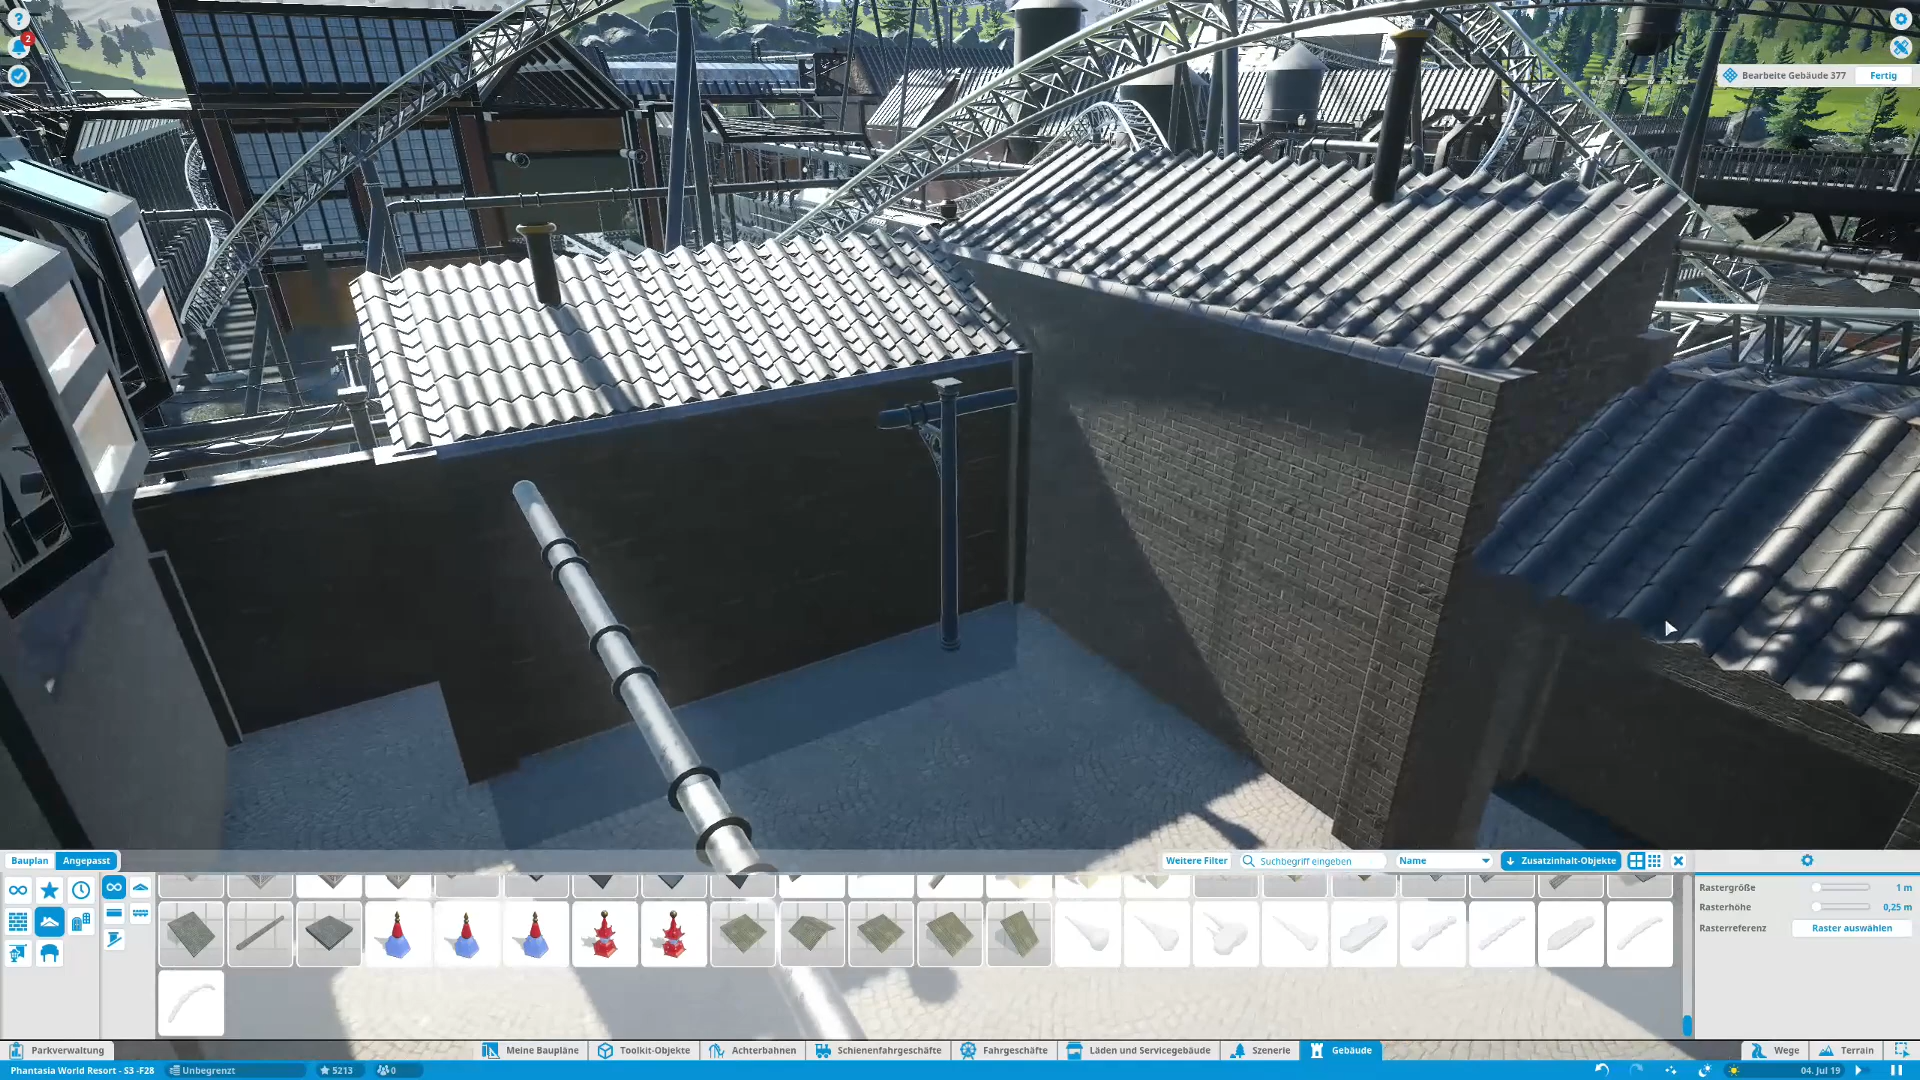 ?
2
Bearbeite Gebäude 377 Fertig
Bauplan Angepasst
Weitere Filter Suchbegriff eingeben Name Zusatzinhalt-Objekte
Rastergröße 1 m
Rasterhöhe 0,25 m
Rasterreferenz Raster auswählen
Parkverwaltung Meine Baupläne Toolkit-Objekte Achterbahnen Schienenfahrgeschäfte Fahrgeschäfte Läden und Servicegebäude Szenerie Gebäude Wege Terrain
Phantasia World Resort - S3 -F28 Unbegrenzt 5213 0 04. Jul 19